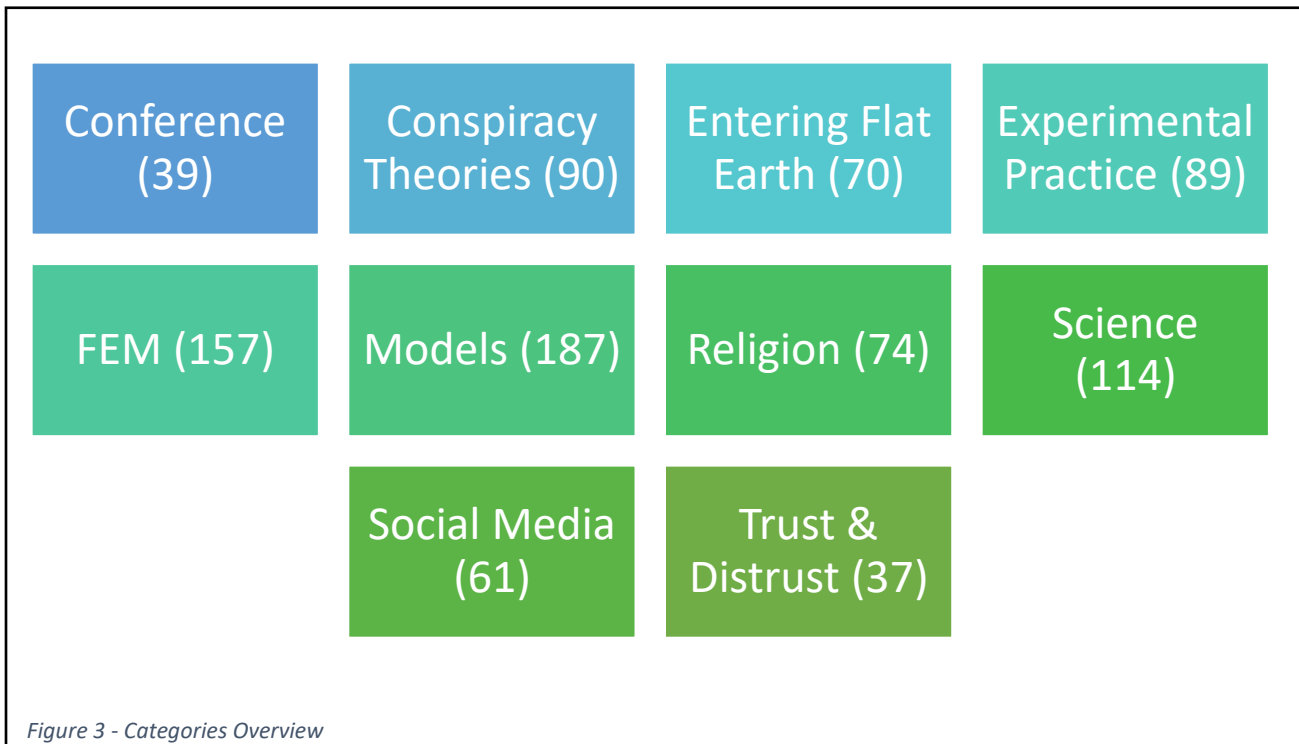 Conference
(39)
Conspiracy
Theories (90)
Entering Flat
Earth (70)
Experimental
Practice (89)
FEM (157)
Models (187)
Religion (74)
Science
(114)
Social Media
(61)
Trust &
Distrust (37)
Figure 3 - Categories Overview